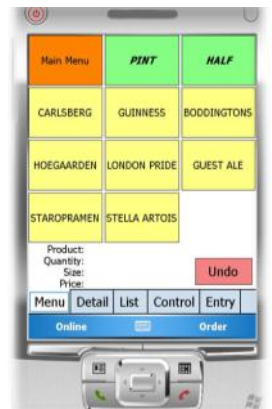 Main Menu PINT HALF
CARLSBERG GUINNESS BODDINGTONS
HOEGAARDEN LONDON PRIDE GUEST ALE
STAROPRAMEN STELLA ARTOIS
Product:
Quantity:
Size:
Price:
Undo
Menu Detail List Control Entry
Online Order